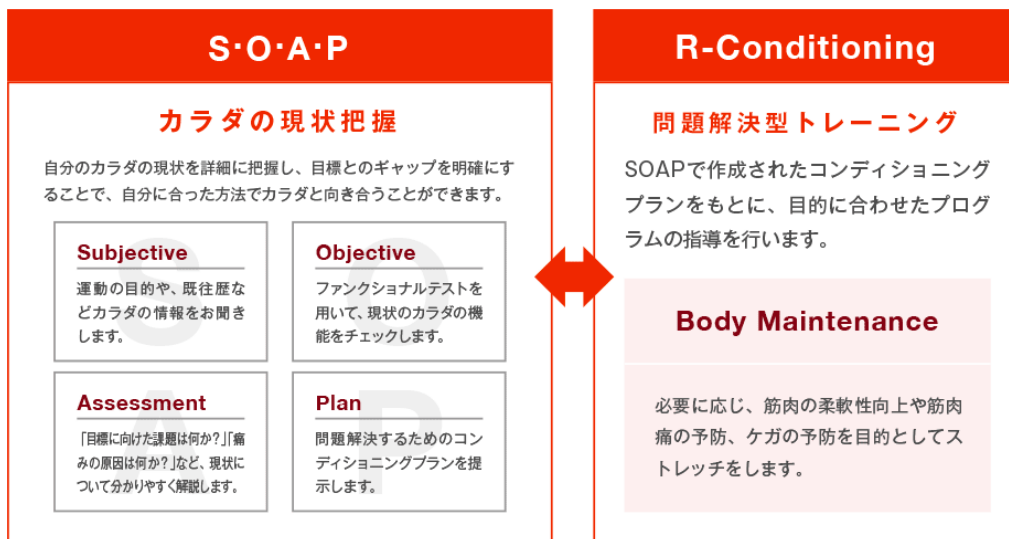 S・O・A・P
カラダの現状把握
自分のカラダの現状を詳細に把握し、目標とのギャップを明確にす
ることで、自分に合った方法でカラダと向き合うことができます。
S
Subjective
運動の目的や、既往歴な
どカラダの情報をお聞き
します。
O
Objective
ファンクショナルテストを
用いて、現状のカラダの機
能をチェックします。
A
Assessment
「目標に向けた課題は何か?」「痛
みの原因は何か?」など、現状に
ついて分かりやすく解説します。
P
Plan
問題解決するためのコン
ディショニングプランを提
示します。
R-Conditioning
問題解決型トレーニング
SOAPで作成されたコンディショニング
プランをもとに、目的に合わせたプログ
ラムの指導を行います。
Body Maintenance
必要に応じ、筋肉の柔軟性向上や筋肉
痛の予防、ケガの予防を目的としてス
トレッチをします。